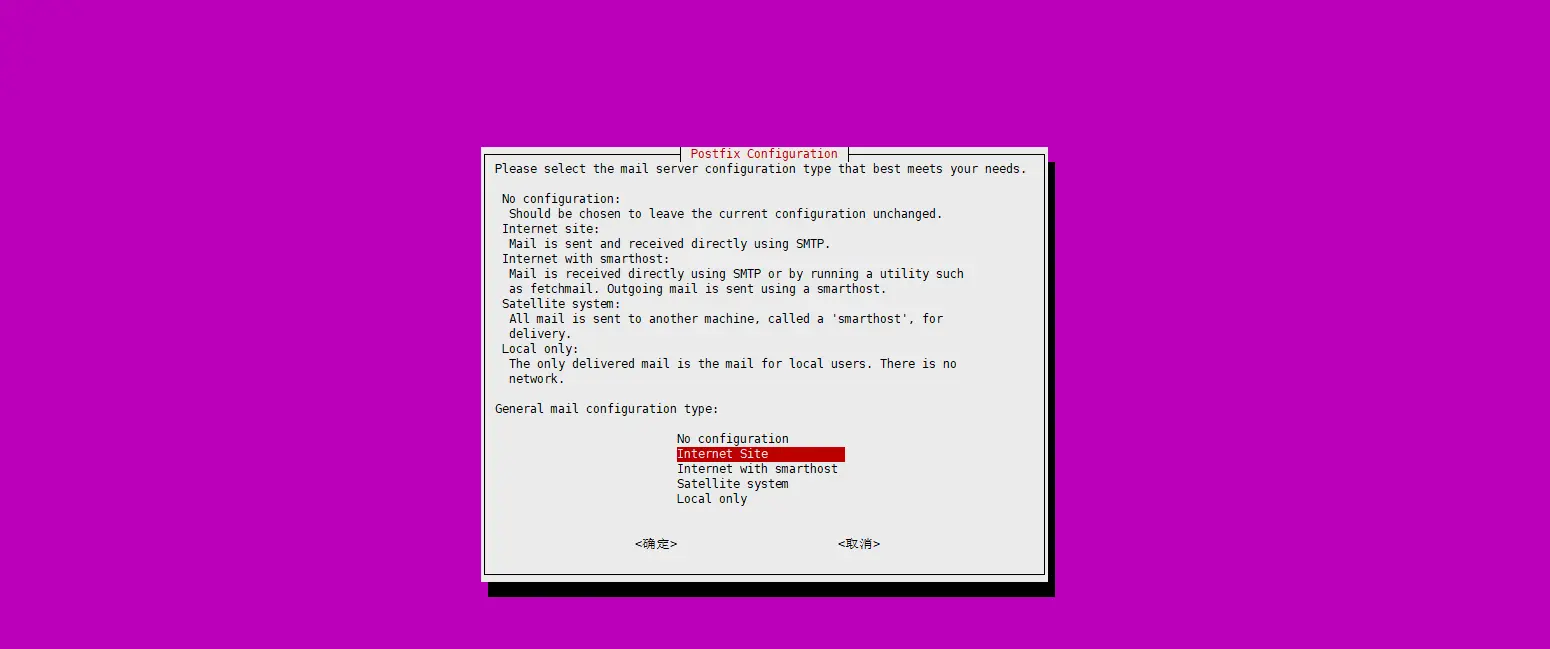 Postfix Configuration
Please select the mail server configuration type that best meets your needs.
No configuration:
Should be chosen to leave the current configuration unchanged.
Internet site:
Mail is sent and received directly using SMTP.
Internet with smarthost:
Mail is received directly using SMTP or by running a utility such
as fetchmail. Outgoing mail is sent using a smarthost.
Satellite system:
All mail is sent to another machine, called a 'smarthost', for
delivery.
Local only:
The only delivered mail is the mail for local users. There is no
network.
General mail configuration type:
No configuration
Internet Site
Internet with smarthost
Satellite system
Local only
<确定> <取消>